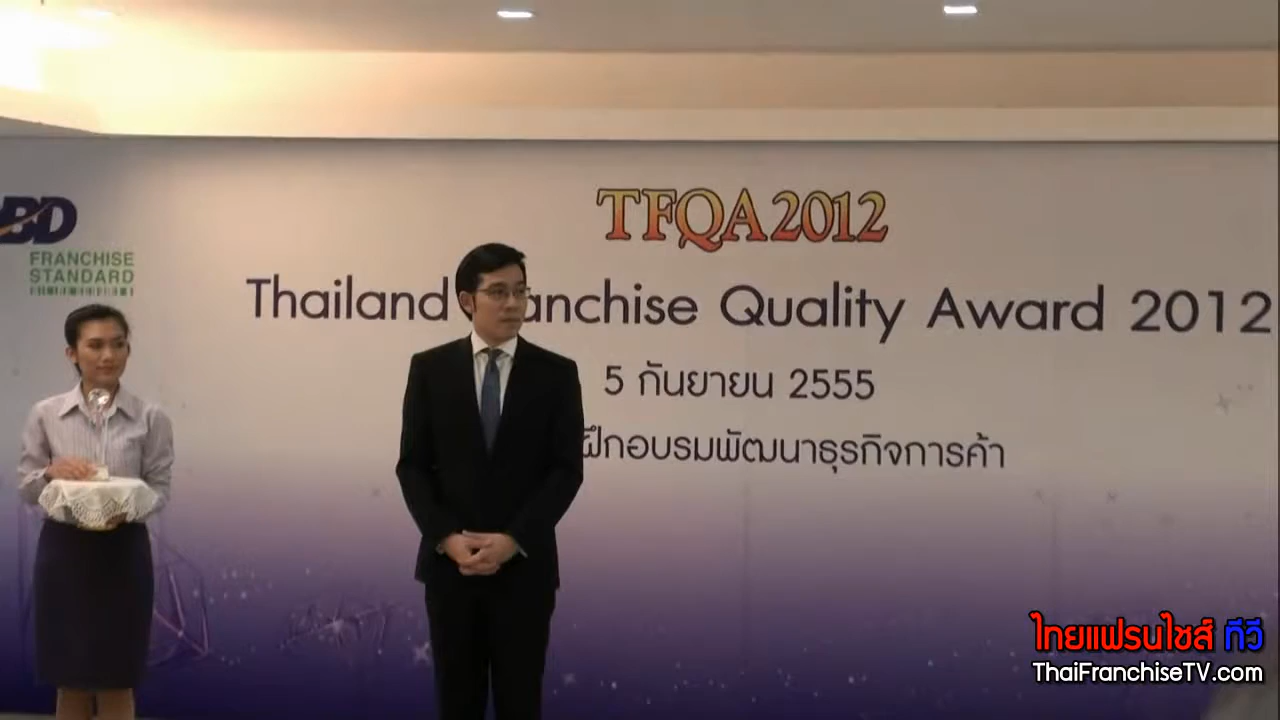 TFQA2012
BD
FRANCHISE
STANDARD
Thailand anchise Quality Award 2012
5 กันยายน 2555
ฝึกอบรมพัฒนาธุรกิจการค้า
ไทยแฟรนไชส์ ทีวี
ThaiFranchiseTV.com